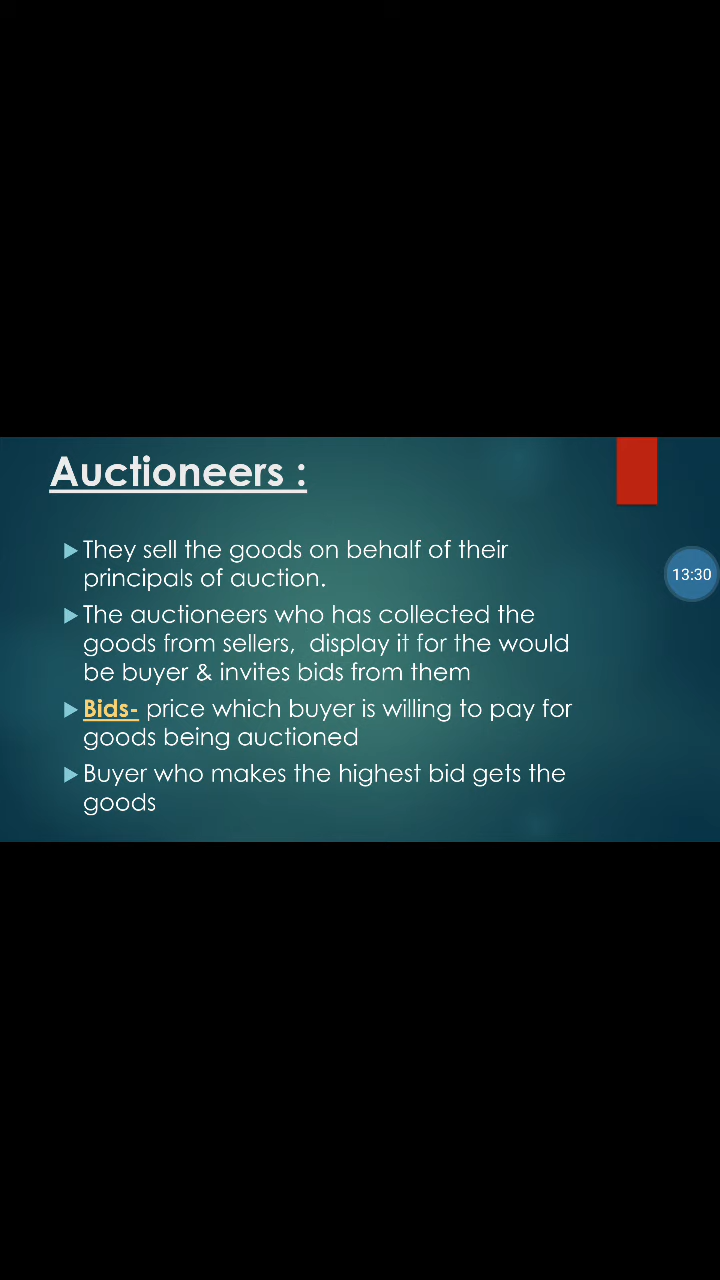 Auctioneers :
They sell the goods on behalf of their
principals of auction.
The auctioneers who has collected the
goods from sellers,  display it for the would
be buyer & invites bids from them
Bids- price which buyer is willing to pay for
goods being auctioned
Buyer who makes the highest bid gets the
goods
13:30